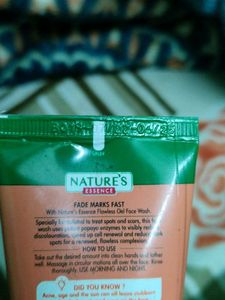 NATURE'S
ESSENCE
FADE MARKS FAST
With Nature's Essence Flawless Gel Face Wash.
Specially formulated to treat spots and scars, this face
wash uses potent papaya enzymes to visibly reduce
discolouration, speed up cell renewal and reduce dark
spots for a renewed, flawless complexion.
HOW TO USE
Take out the desired amount into clean hands and lather
well. Massage in circular motions all over the face. Rinse
thoroughly. USE MORNING AND NIGHT.
DID YOU KNOW ?
Acne, age and the sun can all leave stubborn